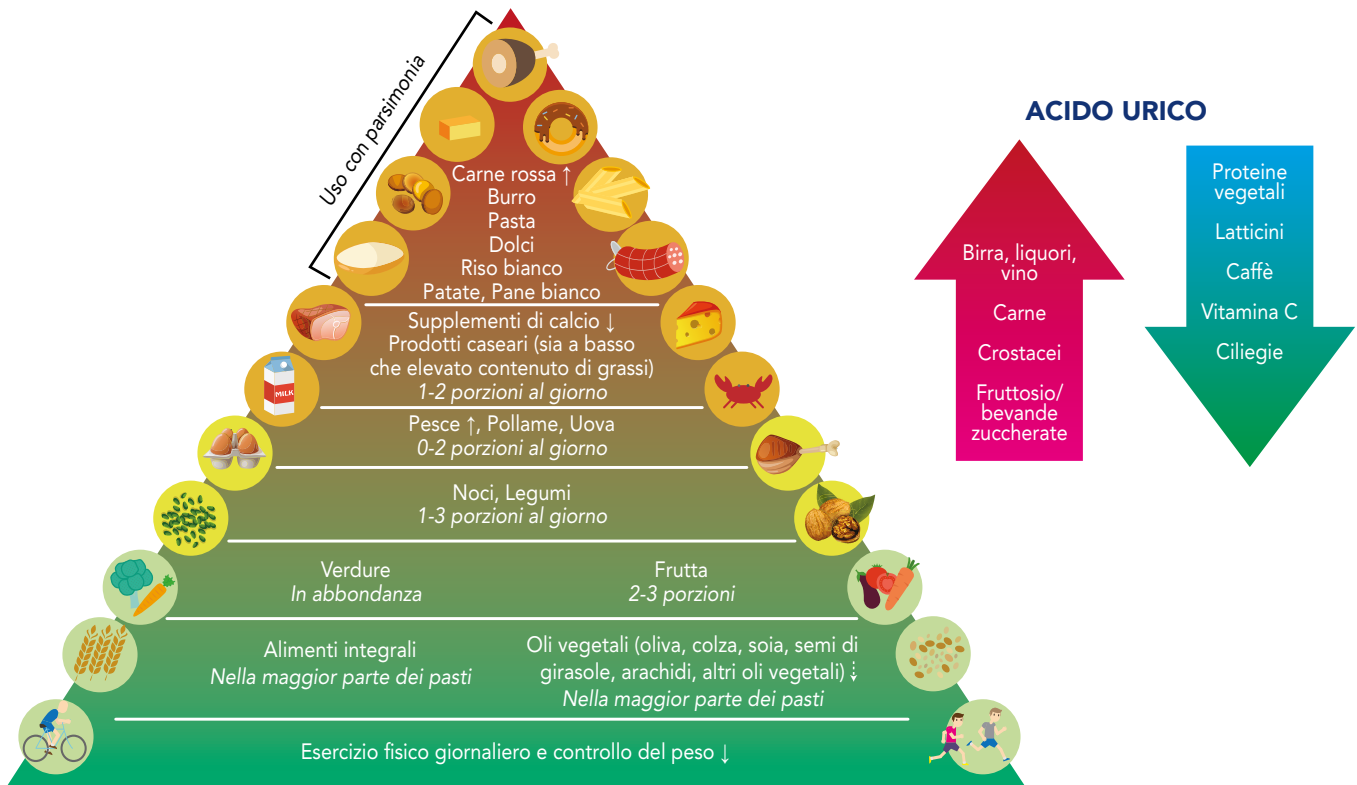 Uso con parsimonia
Carne rossa ↑
Burro
Pasta
Dolci
Riso bianco
Patate, Pane bianco
Supplementi di calcio ↓
Prodotti caseari (sia a basso
che elevato contenuto di grassi)
1-2 porzioni al giorno
MILK
Pesce ↑, Pollame, Uova
0-2 porzioni al giorno
Noci, Legumi
1-3 porzioni al giorno
Verdure
In abbondanza
Frutta
2-3 porzioni
Alimenti integrali
Nella maggior parte dei pasti
Oli vegetali (oliva, colza, soia, semi di
girasole, arachidi, altri oli vegetali) ⇣
Nella maggior parte dei pasti
Esercizio fisico giornaliero e controllo del peso ↓
ACIDO URICO
Birra, liquori,
vino
Carne
Crostacei
Fruttosio/
bevande
zuccherate
Proteine
vegetali
Latticini
Caffè
Vitamina C
Ciliegie